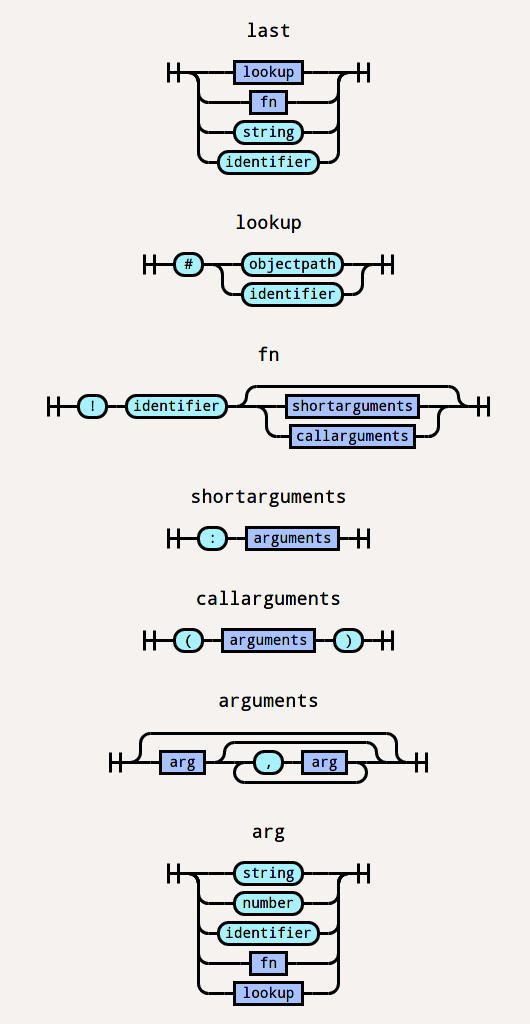 last
lookup
fn
string
identifier
lookup
# objectpath
identifier
fn
! identifier shortarguments
callarguments
shortarguments
: arguments
callarguments
( arguments )
arguments
arg , arg
arg
string
number
identifier
fn
lookup